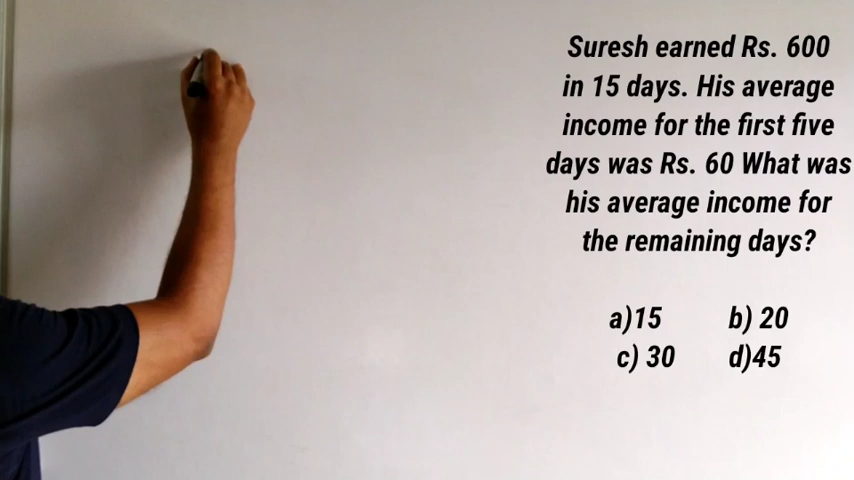 Suresh earned Rs. 600
in 15 days. His average
income for the first five
days was Rs. 60 What was
his average income for
the remaining days?
a)15 b) 20
c) 30 d)45